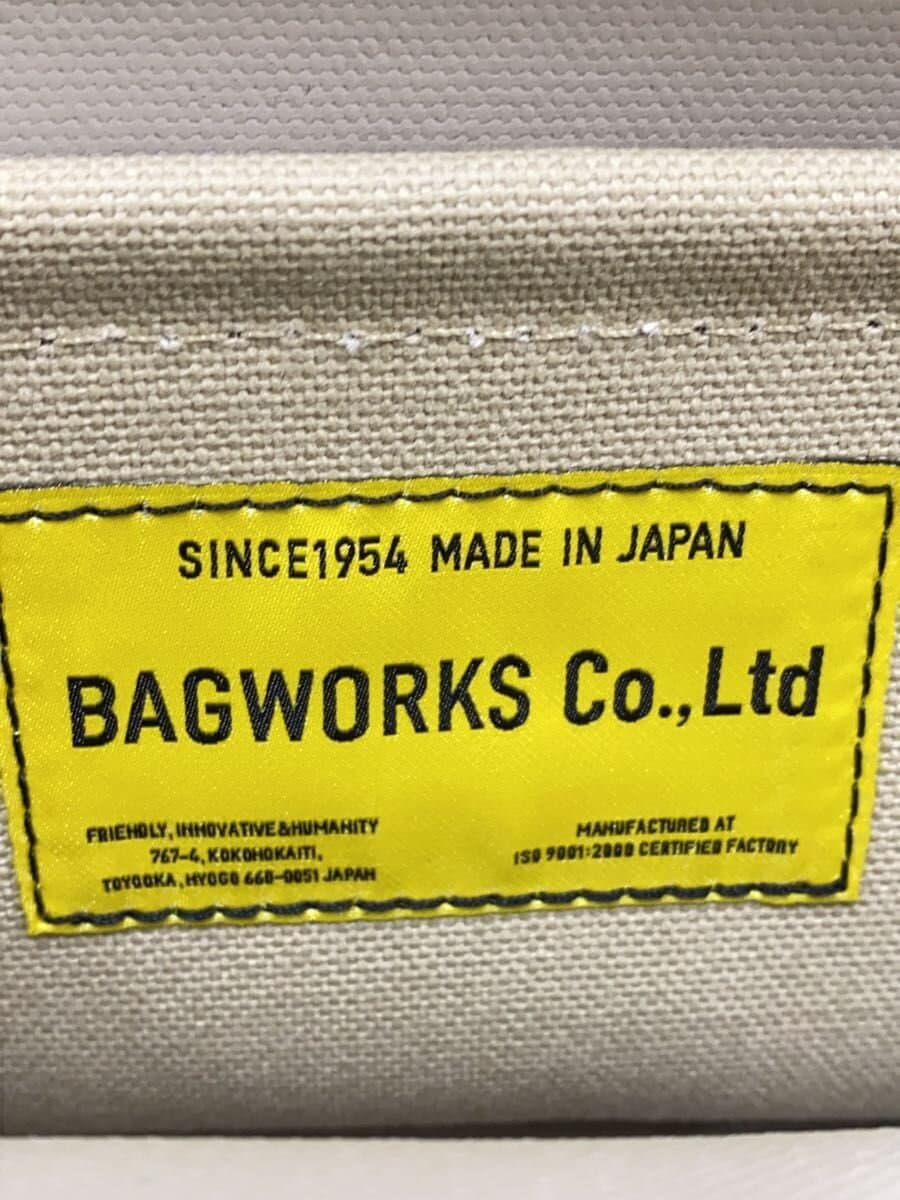 SINCE1954 MADE IN JAPAN
BAGWORKS Co.,Ltd
FRIENDLY, INNOVATIVE&HUMANITY
767-4, KOKONOKAITI,
TOYOOKA, HYOGO 668-0051 JAPAN
MANUFACTURED AT
ISO 9001:2000 CERTIFIED FACTORY